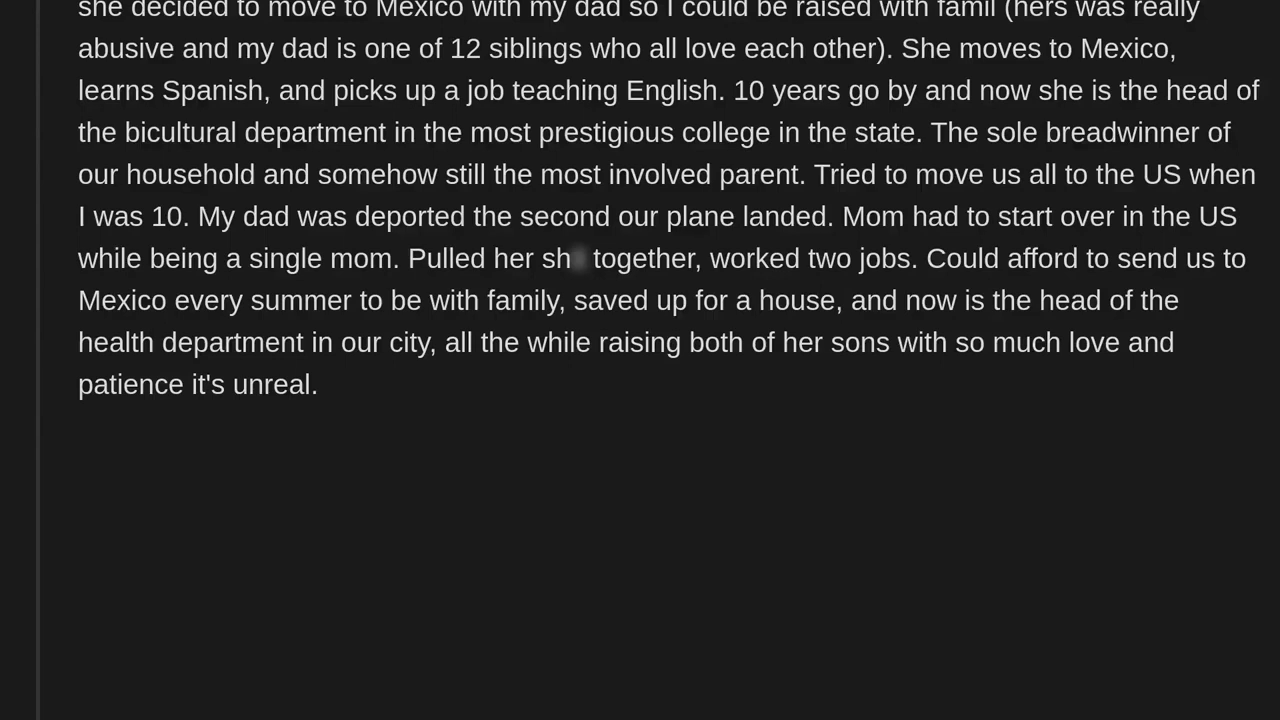 she decided to move to Mexico with my dad so I could be raised with famil (hers was really
abusive and my dad is one of 12 siblings who all love each other). She moves to Mexico,
learns Spanish, and picks up a job teaching English. 10 years go by and now she is the head of
the bicultural department in the most prestigious college in the state. The sole breadwinner of
our household and somehow still the most involved parent. Tried to move us all to the US when
I was 10. My dad was deported the second our plane landed. Mom had to start over in the US
while being a single mom. Pulled her sh together, worked two jobs. Could afford to send us to
Mexico every summer to be with family, saved up for a house, and now is the head of the
health department in our city, all the while raising both of her sons with so much love and
patience it's unreal.